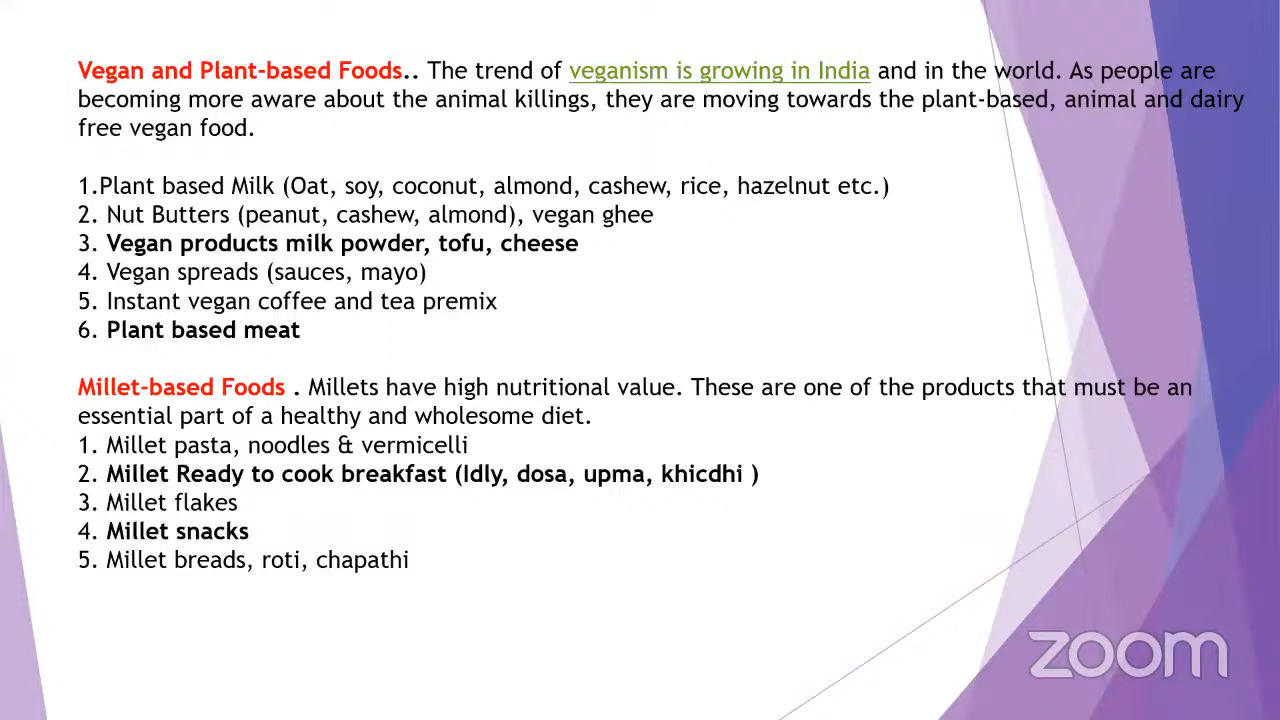 Vegan and Plant-based Foods.. The trend of veganism is growing in India and in the world. As people are
becoming more aware about the animal killings, they are moving towards the plant-based, animal and dairy
free vegan food.
1.Plant based Milk (Oat, soy, coconut, almond, cashew, rice, hazelnut etc.)
2. Nut Butters (peanut, cashew, almond), vegan ghee
3. Vegan products milk powder, tofu, cheese
4. Vegan spreads (sauces, mayo)
5. Instant vegan coffee and tea premix
6. Plant based meat
Millet-based Foods . Millets have high nutritional value. These are one of the products that must be an
essential part of a healthy and wholesome diet.
1. Millet pasta, noodles & vermicelli
2. Millet Ready to cook breakfast (Idly, dosa, upma, khicdhi )
3. Millet flakes
4. Millet snacks
5. Millet breads, roti, chapathi
zoom